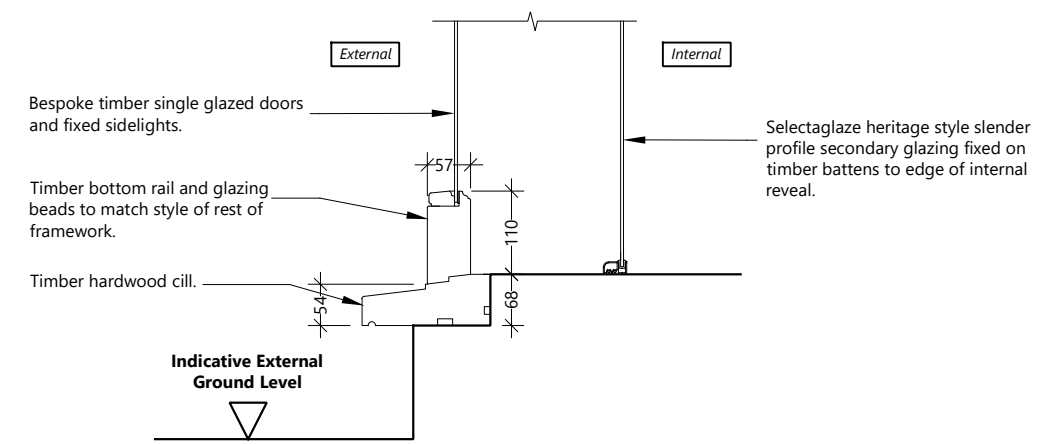 External
Internal
Bespoke timber single glazed doors
and fixed sidelights.
Selectaglaze heritage style slender
profile secondary glazing fixed on
timber battens to edge of internal
reveal.
57
Timber bottom rail and glazing
beads to match style of rest of
framework.
110
Timber hardwood cill.
54
68
Indicative External
Ground Level